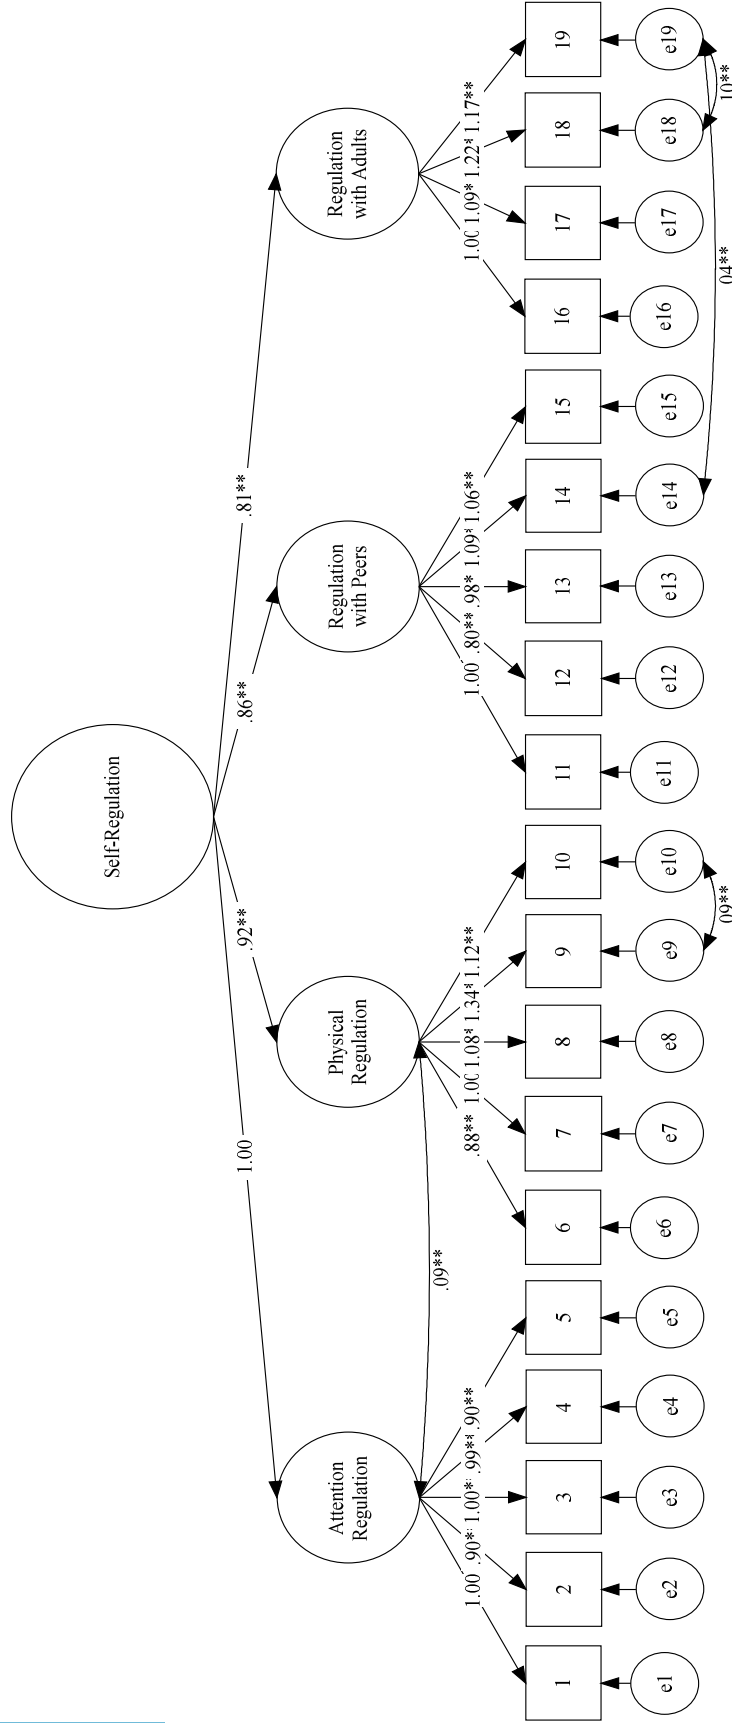 Self-Regulation
1.00
.92**
.86**
.81**
Attention
Regulation
Physical
Regulation
Regulation
with Peers
Regulation
with Adults
.09**
1.00
.90*
1.00*
.99**
.90**
.88**
1.00
1.08*
1.34*
1.12**
1.00
.80**
.98*
1.09*
1.06**
1.00
1.09*
1.22*
1.17**
1
2
3
4
5
6
7
8
9
10
11
12
13
14
15
16
17
18
19
e1
e2
e3
e4
e5
e6
e7
e8
e9
e10
e11
e12
e13
e14
e15
e16
e17
e18
e19
.09**
.04**
.10**